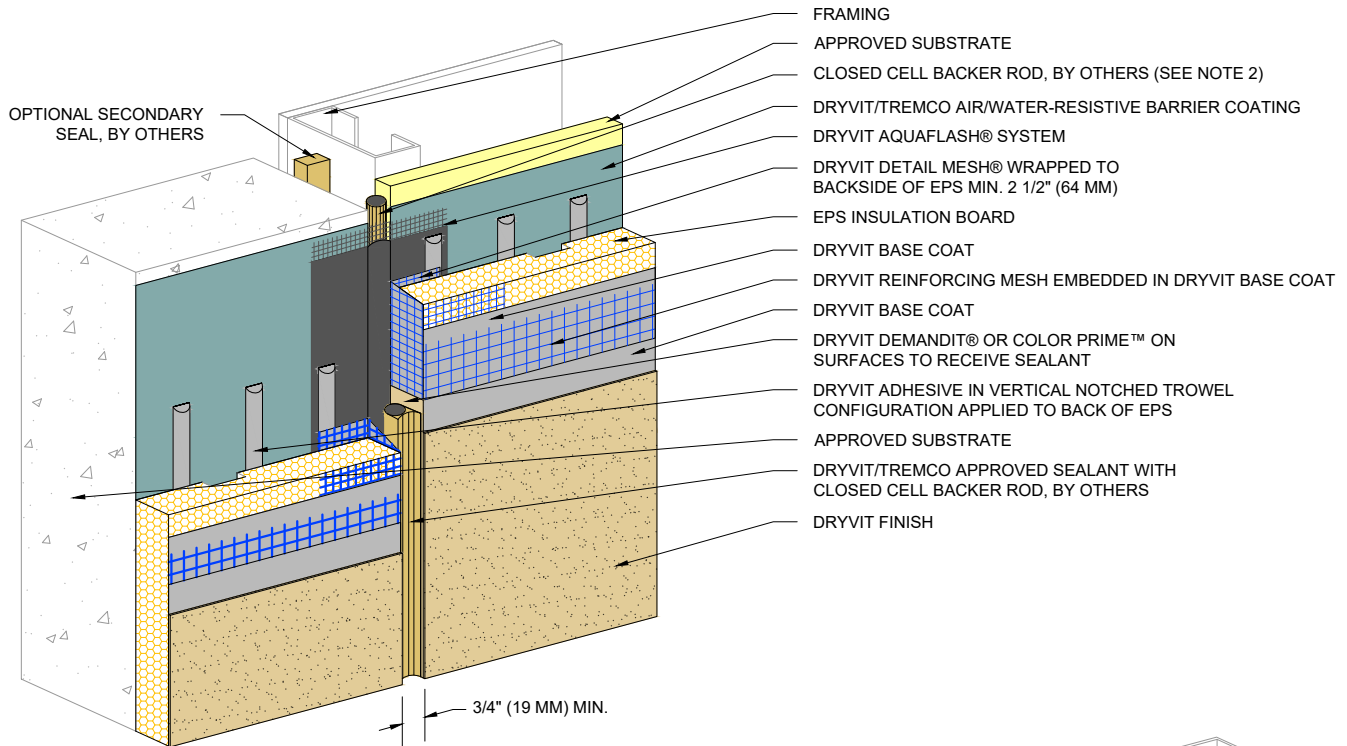 FRAMING
APPROVED SUBSTRATE
CLOSED CELL BACKER ROD, BY OTHERS (SEE NOTE 2)
OPTIONAL SECONDARY
SEAL, BY OTHERS
DRYVIT/TREMCO AIR/WATER-RESISTIVE BARRIER COATING
DRYVIT AQUAFLASH® SYSTEM
DRYVIT DETAIL MESH® WRAPPED TO
BACKSIDE OF EPS MIN. 2 1/2" (64 MM)
EPS INSULATION BOARD
DRYVIT BASE COAT
DRYVIT REINFORCING MESH EMBEDDED IN DRYVIT BASE COAT
DRYVIT BASE COAT
DRYVIT DEMANDIT® OR COLOR PRIME™ ON
SURFACES TO RECEIVE SEALANT
DRYVIT ADHESIVE IN VERTICAL NOTCHED TROWEL
CONFIGURATION APPLIED TO BACK OF EPS
APPROVED SUBSTRATE
DRYVIT/TREMCO APPROVED SEALANT WITH
CLOSED CELL BACKER ROD, BY OTHERS
DRYVIT FINISH
3/4" (19 MM) MIN.